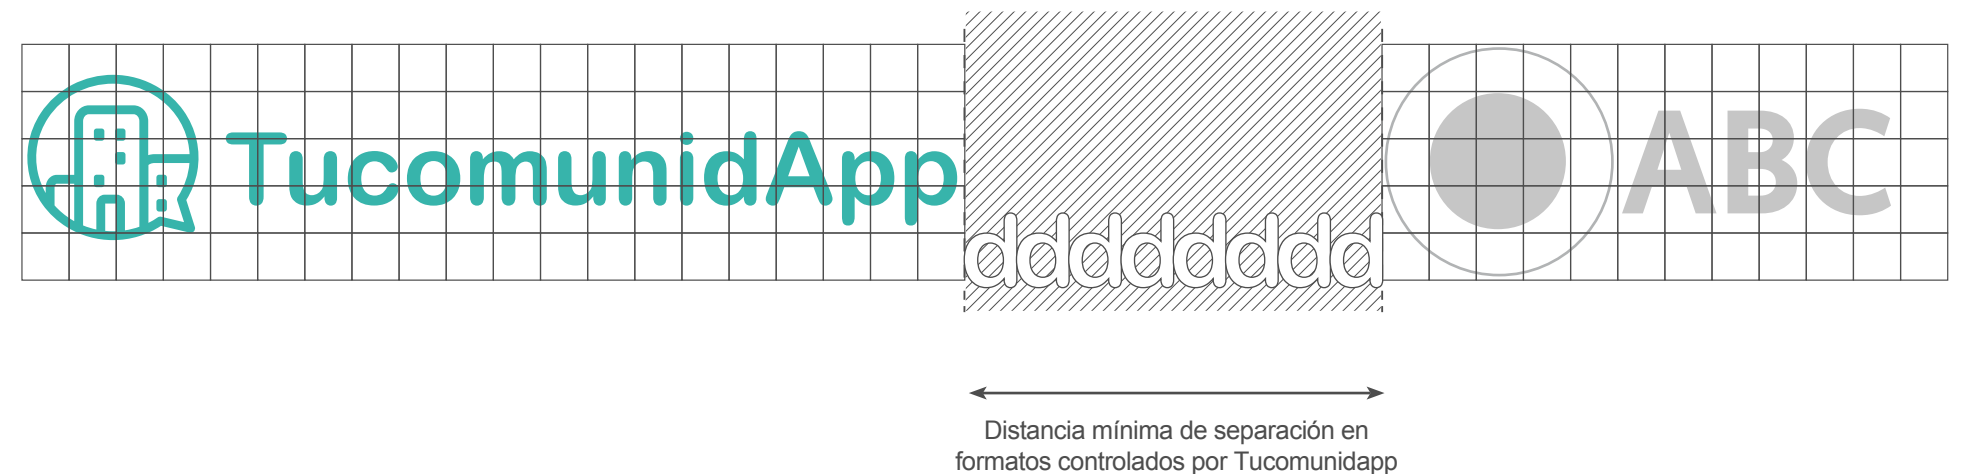 TucomunidApp
dddddddd
ABC
Distancia mínima de separación en
formatos controlados por Tucomunidapp